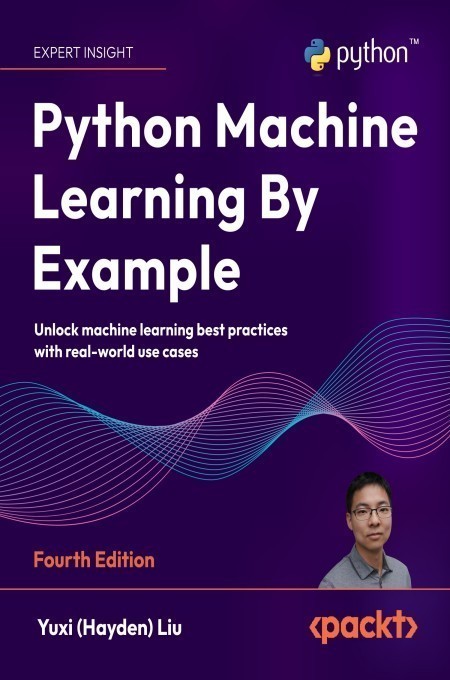 EXPERT INSIGHT
python™
Python Machine
Learning By
Example
Unlock machine learning best practices
with real-world use cases
Fourth Edition
Yuxi (Hayden) Liu
<packt>